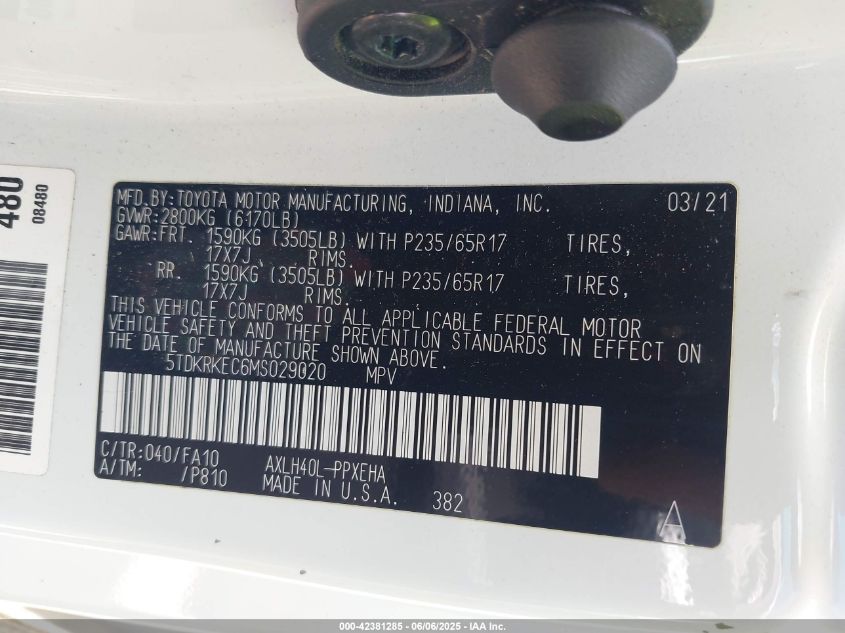 480
08480
MFD.BY:TOYOTA MOTOR MANUFACTURING, INDIANA, INC. 03/21
GVWR:2800KG (6170LB)
GAWR:FRT. 1590KG (3505LB) WITH P235/65R17 TIRES,
17X7J RIMS.
RR. 1590KG (3505LB) WITH P235/65R17 TIRES,
17X7J RIMS.
THIS VEHICLE CONFORMS TO ALL APPLICABLE FEDERAL MOTOR
VEHICLE SAFETY AND THEFT PREVENTION STANDARDS IN EFFECT ON
THE DATE OF MANUFACTURE SHOWN ABOVE.
5TDKRKEC6MS029020 MPV
C/TR:040/FA10 AXLH40L-PPXEHA
A/TM: /P810 MADE IN U.S.A. 382
A
000-42381285 - 06/06/2025 - IAA Inc.